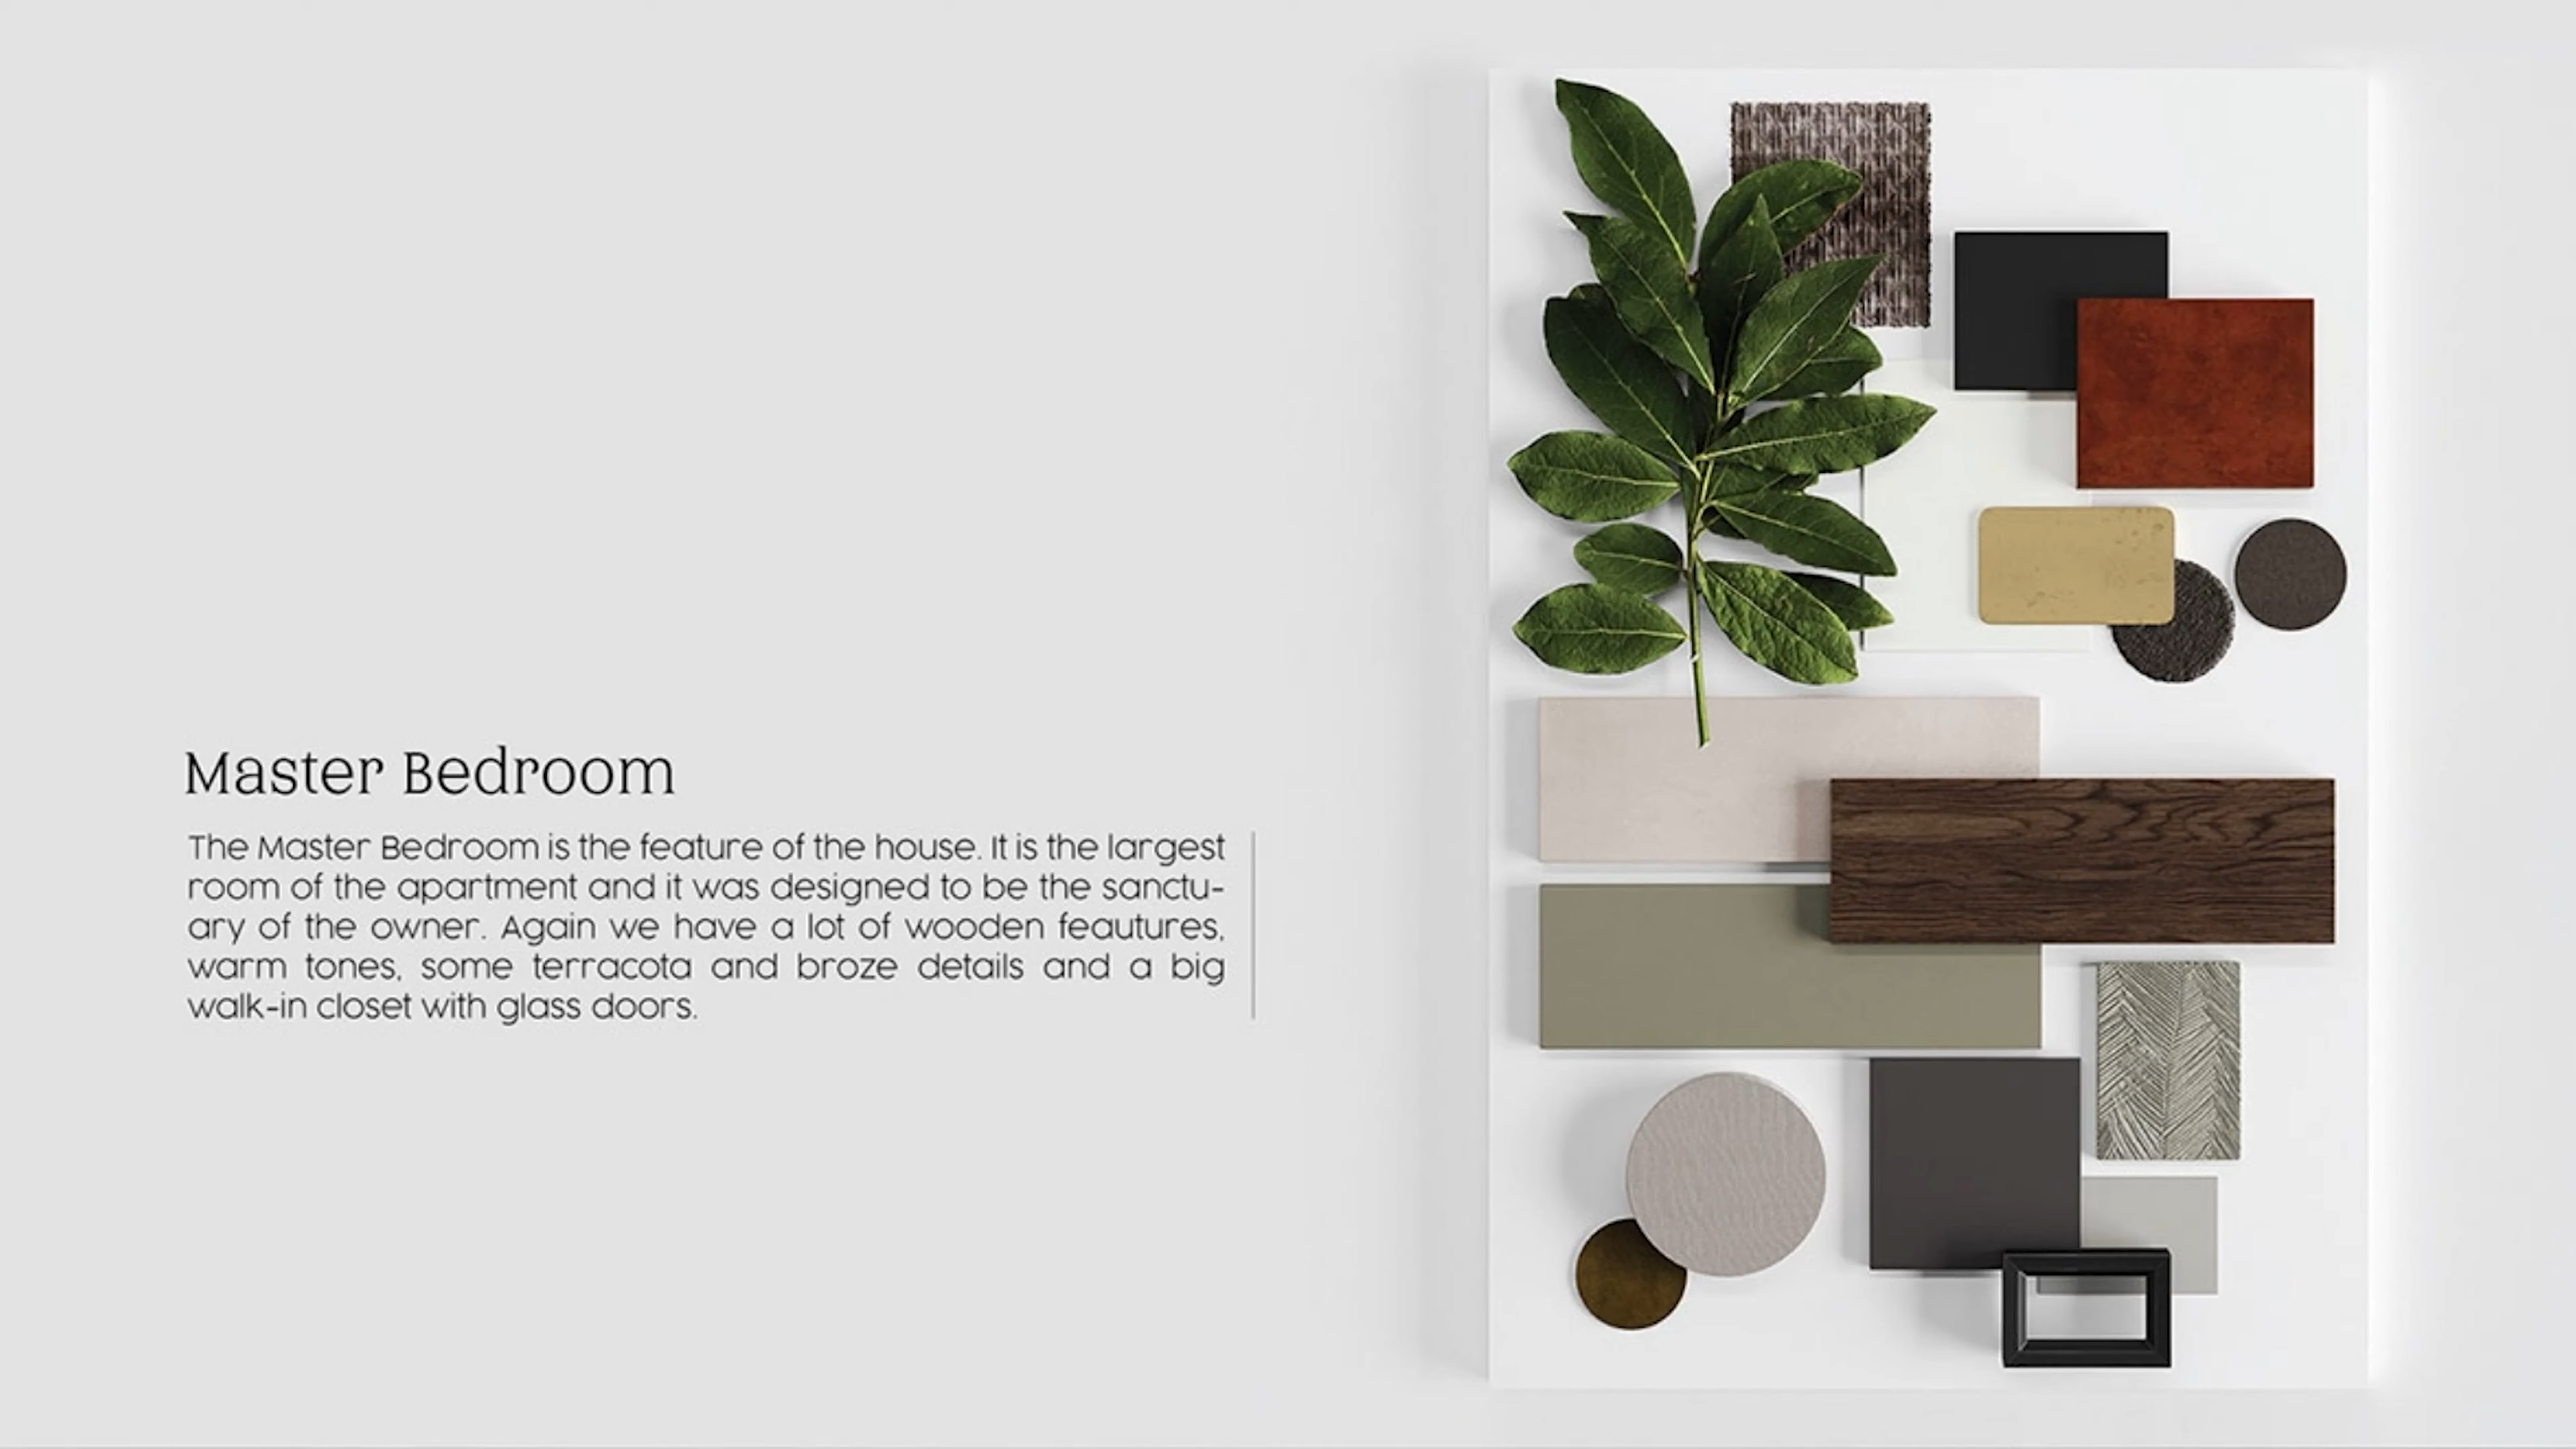 Master Bedroom
The Master Bedroom is the feature of the house. It is the largest
room of the apartment and it was designed to be the sanctu-
ary of the owner. Again we have a lot of wooden feautures,
warm tones, some terracota and broze details and a big
walk-in closet with glass doors.